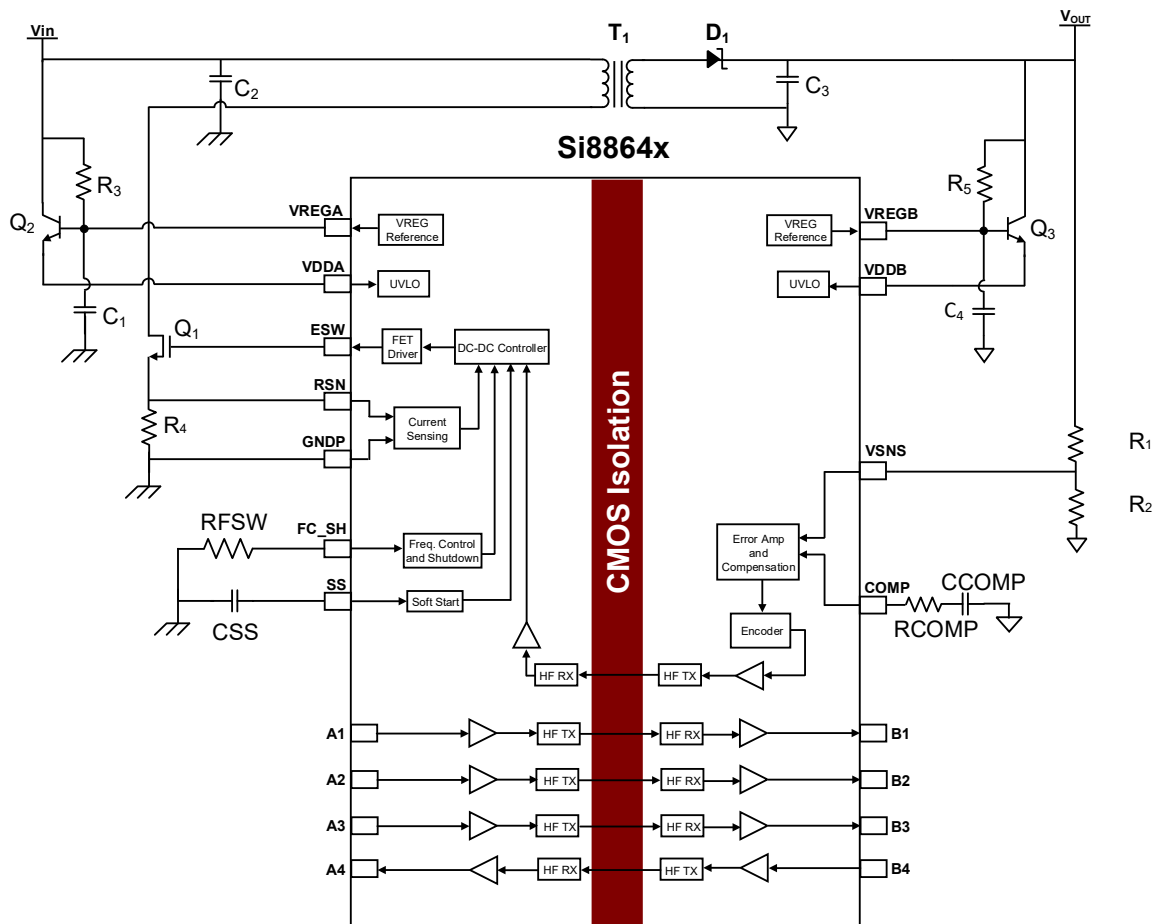 Vin
T1
D1
VOUT
C2
C3
Si8864x
R3
R5
Q2
VREGA
VREG
Reference
VREG
Reference
VREGB
Q3
VDDA
UVLO
UVLO
VDDB
C1
C4
Q1
ESW
FET
Driver
DC-DC Controller
RSN
R4
Current
Sensing
GNDP
CMOS Isolation
VSNS
R1
R2
RFSW
FC_SH
Freq. Control
and Shutdown
Error Amp
and
Compensation
SS
Soft Start
CSS
COMP
CCOMP
RCOMP
Encoder
HF RX
HF TX
A1
HF TX
HF RX
B1
A2
HF TX
HF RX
B2
A3
HF TX
HF RX
B3
A4
HF RX
HF TX
B4